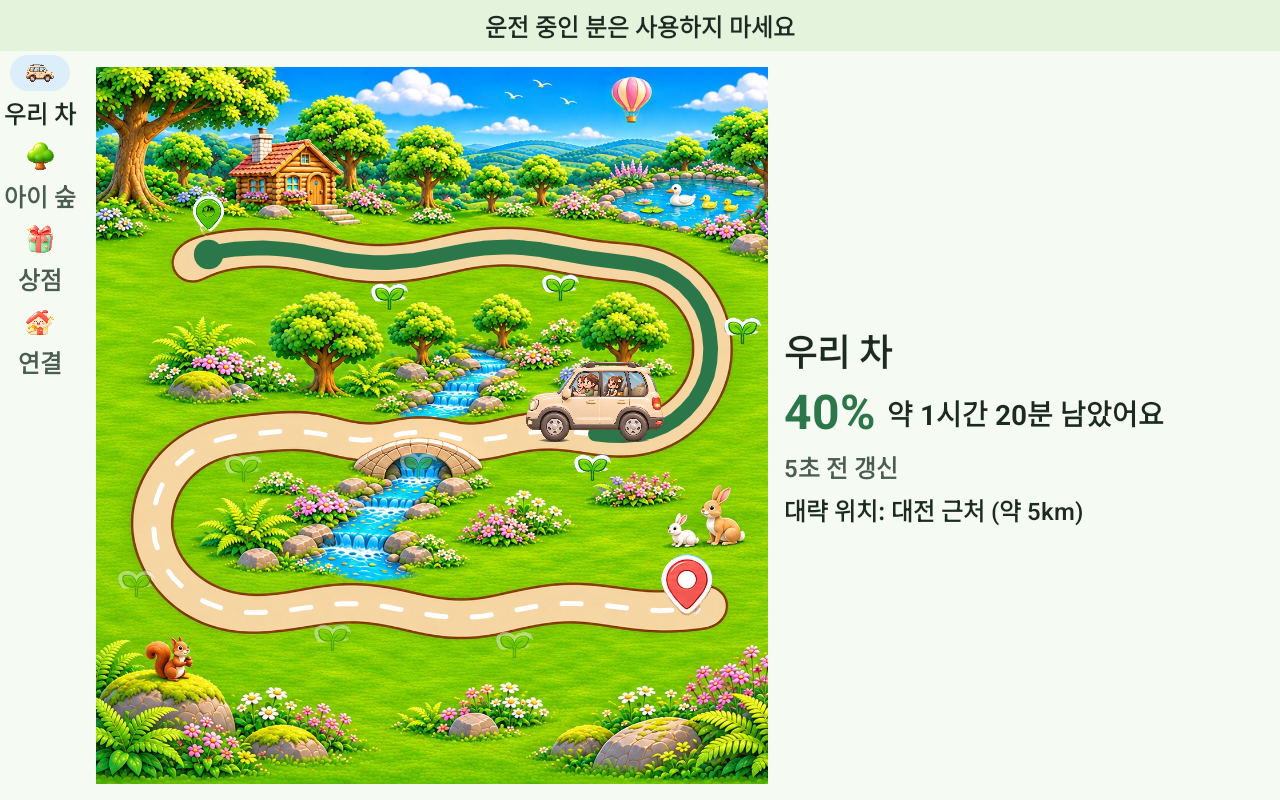 운전 중인 분은 사용하지 마세요
우리 차
아이 숲
상점
연결
우리 차
40% 약 1시간 20분 남았어요
5초 전 갱신
대략 위치: 대전 근처 (약 5km)